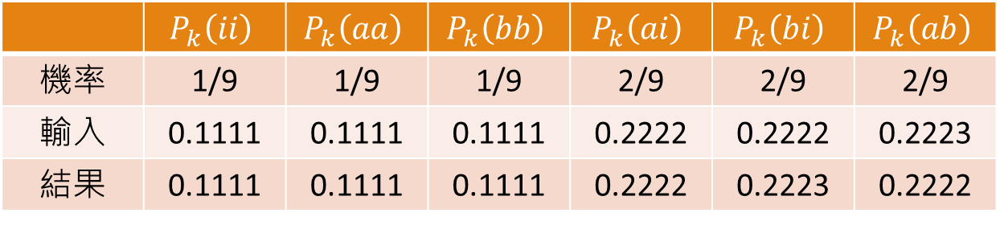 P_k(ii) P_k(aa) P_k(bb) P_k(ai) P_k(bi) P_k(ab)
機率 1/9 1/9 1/9 2/9 2/9 2/9
輸入 0.1111 0.1111 0.1111 0.2222 0.2222 0.2223
結果 0.1111 0.1111 0.1111 0.2222 0.2223 0.2222